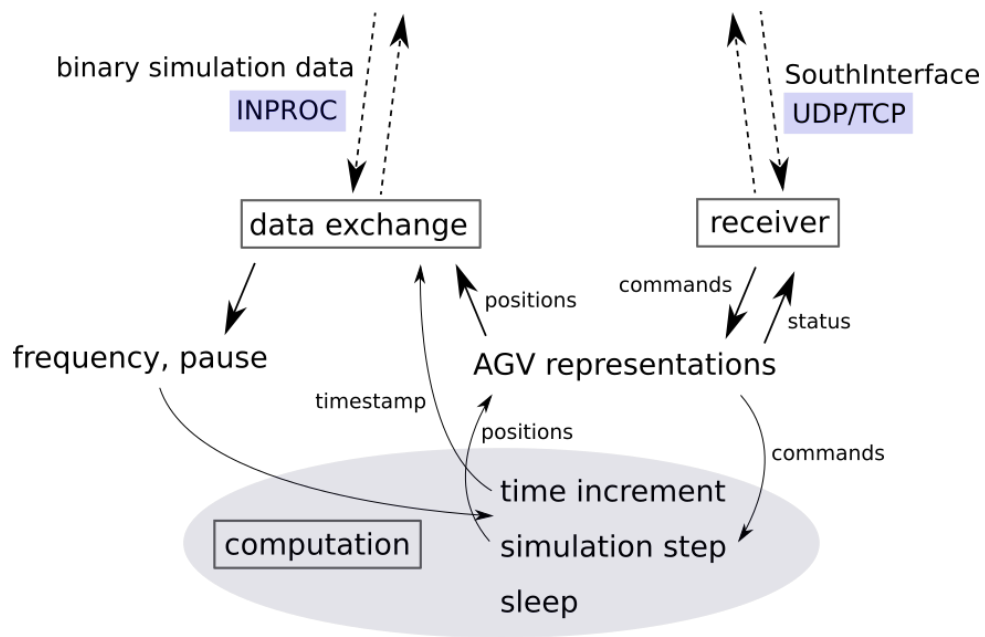 binary simulation data
INPROC
SouthInterface
UDP/TCP
data exchange
receiver
commands
positions
status
frequency, pause
AGV representations
timestamp
positions
commands
time increment
computation
simulation step
sleep